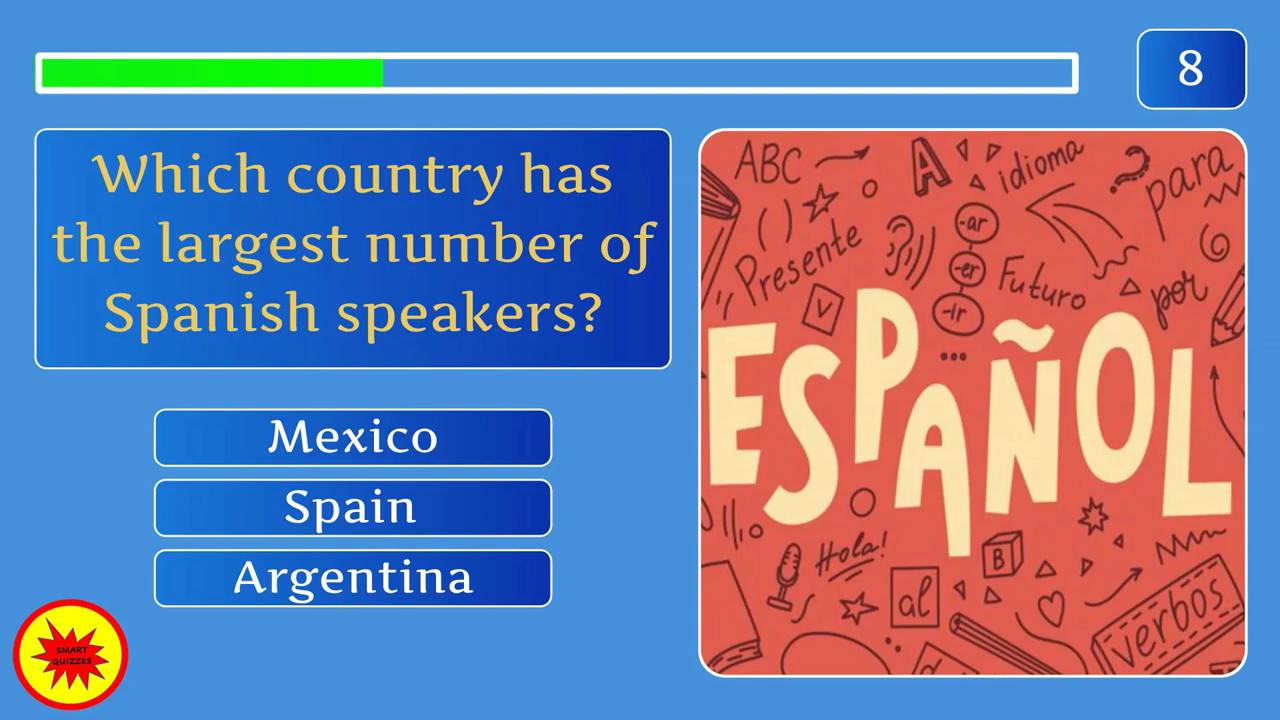 8
Which country has
the largest number of
Spanish speakers?
Mexico
Spain
Argentina
SMART
QUIZZES
ABC
A
idioma
?
para
( )
Presente
-ar
-er
-ir
Futuro
por
V
...
ESPAÑOL
Hola!
B
al
verbos